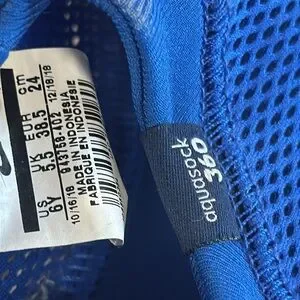 US UK EUR cm
6Y 5.5 38.5 24
10/16/18 12/18/18
943758-402
MADE IN INDONESIA
FABRIQUE EN INDONESIE
aquasock
360